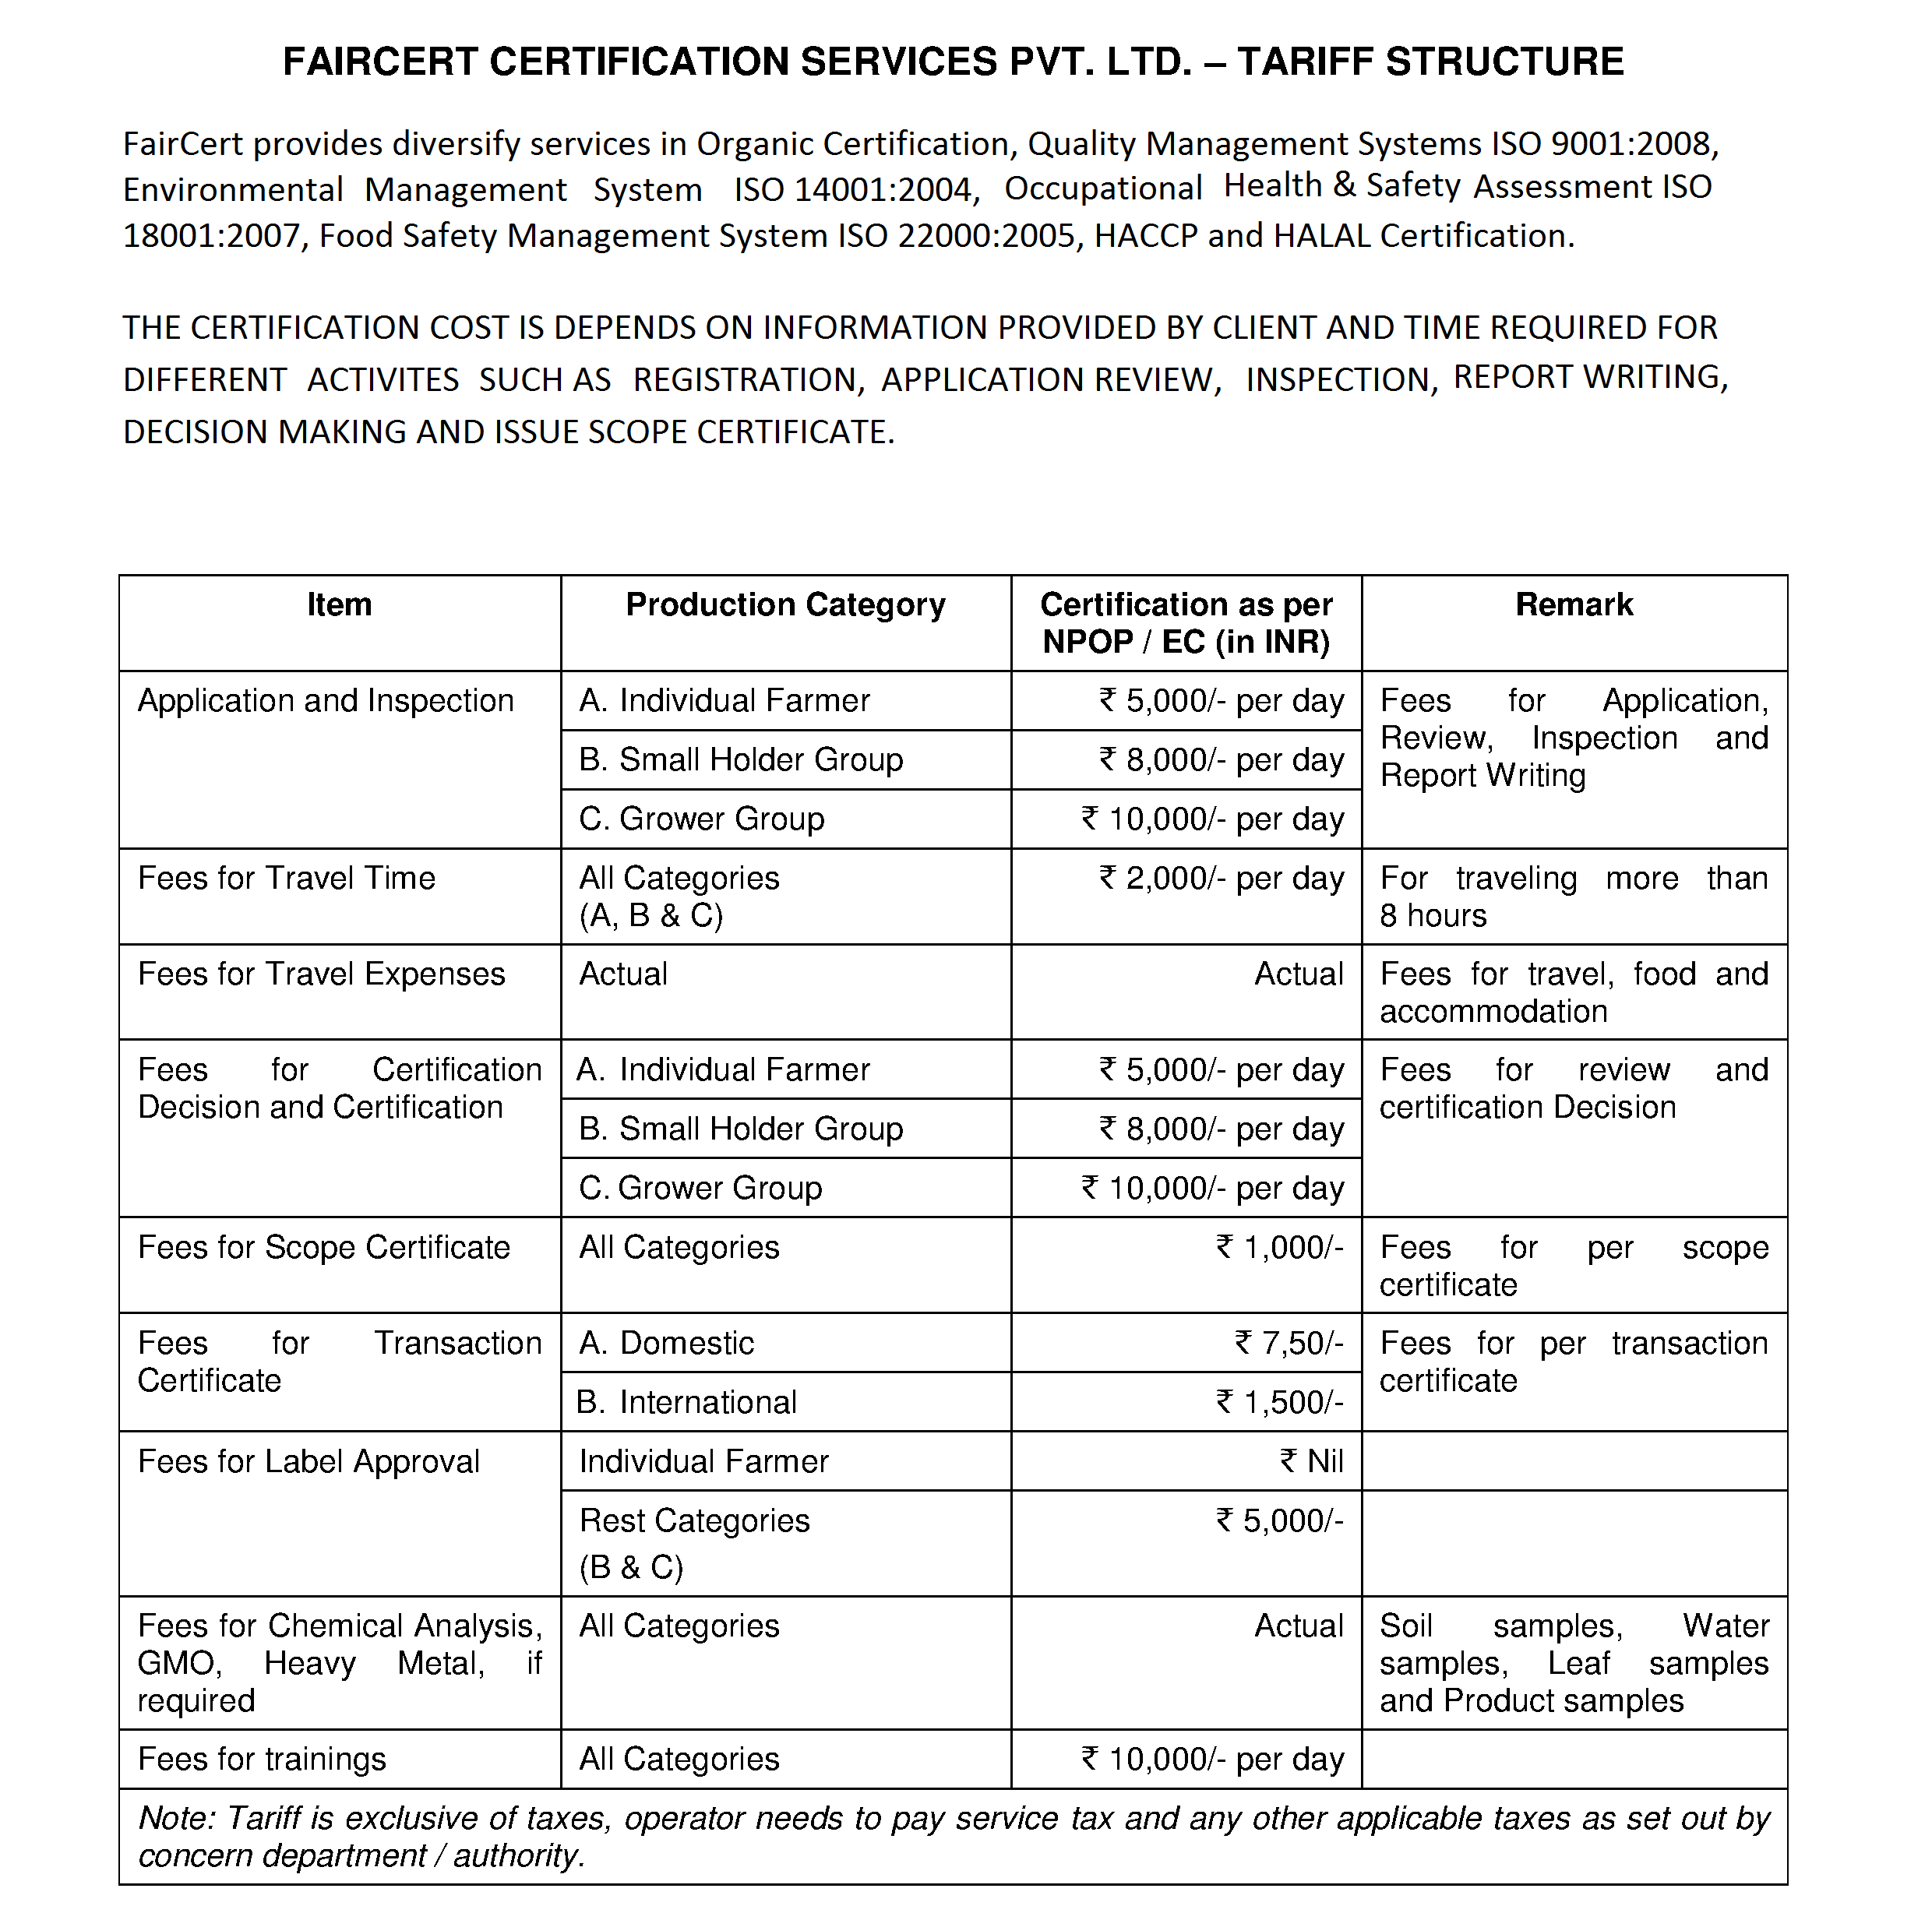 FAIRCERT CERTIFICATION SERVICES PVT. LTD. – TARIFF STRUCTURE
FairCert provides diversify services in Organic Certification, Quality Management Systems ISO 9001:2008,
Environmental Management System ISO 14001:2004, Occupational Health & Safety Assessment ISO
18001:2007, Food Safety Management System ISO 22000:2005, HACCP and HALAL Certification.
THE CERTIFICATION COST IS DEPENDS ON INFORMATION PROVIDED BY CLIENT AND TIME REQUIRED FOR
DIFFERENT ACTIVITES SUCH AS REGISTRATION, APPLICATION REVIEW, INSPECTION, REPORT WRITING,
DECISION MAKING AND ISSUE SCOPE CERTIFICATE.
Item
Production Category
Certification as per
NPOP / EC (in INR)
Remark
Application and Inspection
A. Individual Farmer
₹ 5,000/- per day
Fees for Application,
Review, Inspection and
Report Writing
B. Small Holder Group
₹ 8,000/- per day
C. Grower Group
₹ 10,000/- per day
Fees for Travel Time
All Categories
(A, B & C)
₹ 2,000/- per day
For traveling more than
8 hours
Fees for Travel Expenses
Actual
Actual
Fees for travel, food and
accommodation
Fees for Certification
Decision and Certification
A. Individual Farmer
₹ 5,000/- per day
Fees for review and
certification Decision
B. Small Holder Group
₹ 8,000/- per day
C. Grower Group
₹ 10,000/- per day
Fees for Scope Certificate
All Categories
₹ 1,000/-
Fees for per scope
certificate
Fees for Transaction
Certificate
A. Domestic
₹ 7,50/-
Fees for per transaction
certificate
B. International
₹ 1,500/-
Fees for Label Approval
Individual Farmer
₹ Nil
Rest Categories
(B & C)
₹ 5,000/-
Fees for Chemical Analysis,
GMO, Heavy Metal, if
required
All Categories
Actual
Soil samples, Water
samples, Leaf samples
and Product samples
Fees for trainings
All Categories
₹ 10,000/- per day
Note: Tariff is exclusive of taxes, operator needs to pay service tax and any other applicable taxes as set out by
concern department / authority.